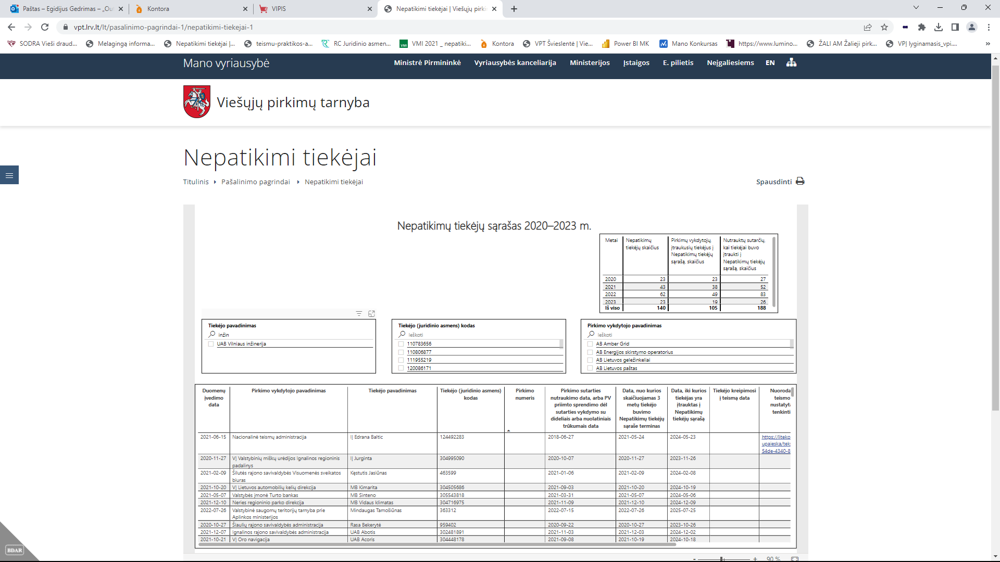 Paštas – Egidijus Gedrimas – „Out
Kontora
VIPIS
Nepatikimi tiekėjai | Viešųjų pirki
vpt.lrv.lt/lt/pasalinimo-pagrindai-1/nepatikimi-tiekejai-1
SODRA Vieši draud...
Melagingą informa...
Nepatikimi tiekėjai |...
teismu-praktikos-a...
RC Juridinio asmen...
VMI 2021 _ nepatiki...
Kontora
VPT Švieslentė | Vie...
Power BI MK
Mano Konkursas
https://www.lumino...
ŽALI AM Žalieji pirk...
VPĮ lyginamasis_vpi....
Mano vyriausybė
Ministrė Pirmininkė
Vyriausybės kanceliarija
Ministerijos
Įstaigos
E. pilietis
Neįgaliesiems
EN
Viešųjų pirkimų tarnyba
Nepatikimi tiekėjai
Titulinis
Pašalinimo pagrindai
Nepatikimi tiekėjai
Spausdinti
Nepatikimų tiekėjų sąrašas 2020–2023 m.
Metai
Nepatikimų
tiekėjų skaičius
Pirkimų vykdytojų,
įtraukusių tiekėjus į
Nepatikimų tiekėjų
sąrašą, skaičius
Nutrauktų sutarčių,
kai tiekėjai buvo
įtraukti į
Nepatikimų tiekėjų
sąrašą, skaičius
2020 23 23 27
2021 43 38 52
2022 62 49 83
2023 23 19 26
Iš viso 140 105 188
Tiekėjo pavadinimas
inžin
UAB Vilniaus inžinerija
Tiekėjo (juridinio asmens) kodas
Ieškoti
110783656
110806877
111955219
120086171
Pirkimo vykdytojo pavadinimas
Ieškoti
AB Amber Grid
AB Energijos skirstymo operatorius
AB Lietuvos geležinkeliai
AB Lietuvos paštas
Duomenų
įvedimo
data
Pirkimo vykdytojo pavadinimas
Tiekėjo pavadinimas
Tiekėjo (juridinio asmens)
kodas
Pirkimo
numeris
Pirkimo sutarties
nutraukimo data, arba PV
priimto sprendimo dėl
sutarties vykdymo su
dideliais arba nuolatiniais
trūkumais data
Data, nuo kurios
skaičiuojamas 3
metų tiekėjo
buvimo
Nepatikimų tiekėjų
sąraše terminas
Data, iki kurios
tiekėjas yra
įtrauktas į
Nepatikimų
tiekėjų sąrašą
Tiekėjo kreipimosi
į teismą data
Nuoroda
teismo
nustatyta
tenkinti
2021-06-15 Nacionalinė teismų administracija IĮ Edrana Baltic 124492283 2018-06-27 2021-05-24 2024-05-23 https://liteko
upaieska/tek
54de-4340-8
2020-11-27 VĮ Valstybinių miškų urėdijos Ignalinos regioninis IĮ Jurginta 304995090 2020-10-07 2020-11-27 2023-11-26
padalinys
2021-02-09 Šilutės rajono savivaldybės Visuomenės sveikatos Kęstutis Jasiūnas 463599 2021-01-06 2021-02-09 2024-02-08
biuras
2021-10-20 VĮ Lietuvos automobilių kelių direkcija MB Kimarita 304505686 2021-09-03 2021-10-20 2024-10-19
2021-05-07 Valstybės įmonė Turto bankas MB Sinteno 305543818 2021-03-31 2021-05-07 2024-05-06
2021-12-10 Neries regioninio parko direkcija MB Vidaus klimatas 304716975 2021-11-09 2021-12-10 2024-12-09
2022-07-26 Valstybinė saugomų teritorijų tarnyba prie Mindaugas Tamošiūnas 363312 2022-07-15 2022-07-26 2025-07-25
Aplinkos ministerijos
2020-10-27 Šiaulių rajono savivaldybės administracija Rasa Bekerytė 959402 2020-09-22 2020-10-27 2023-10-26
2021-12-07 Ignalinos rajono savivaldybės administracija UAB Abotis 302481891 2021-11-03 2021-12-03 2024-12-02
2021-10-21 VĮ Oro navigacija UAB Acoris 304448178 2021-09-08 2021-10-19 2024-10-18
BDAR
- + 90 %